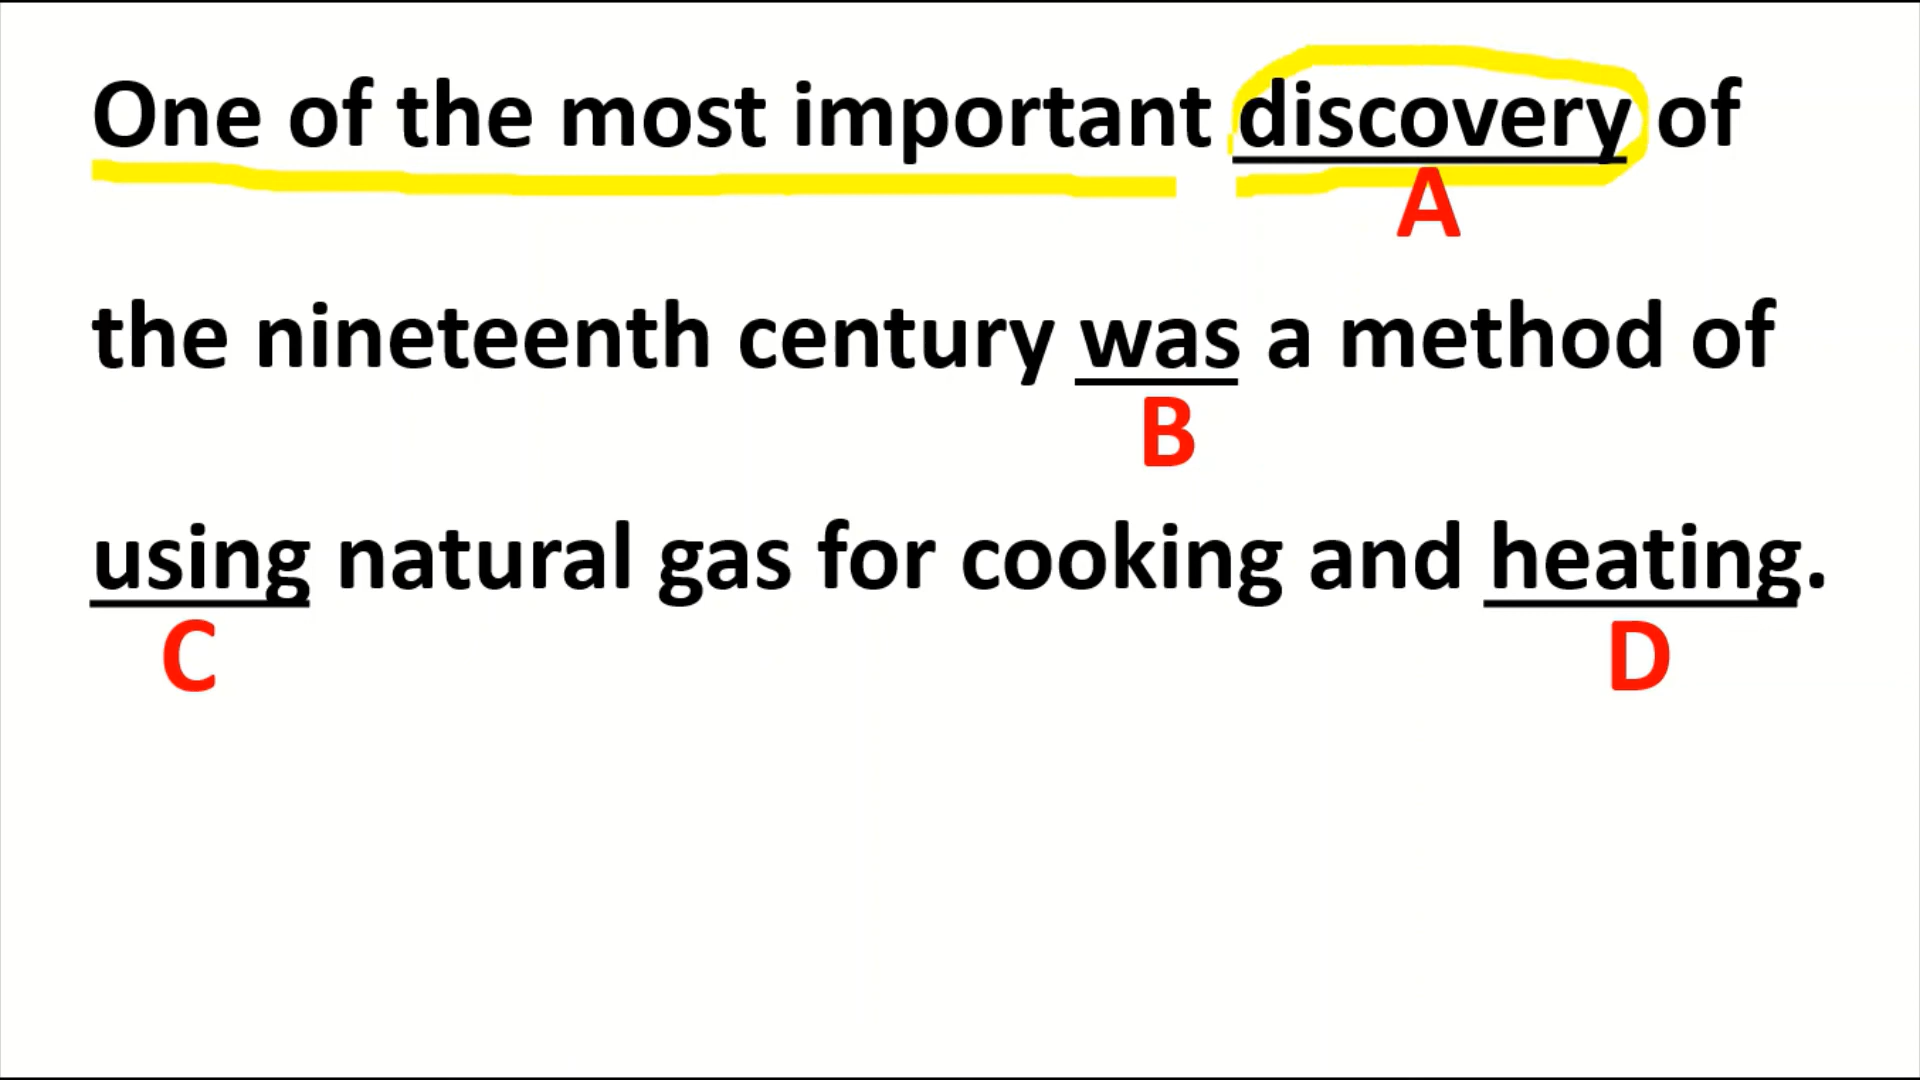 One of the most important discovery of
A
the nineteenth century was a method of
B
using natural gas for cooking and heating.
C D